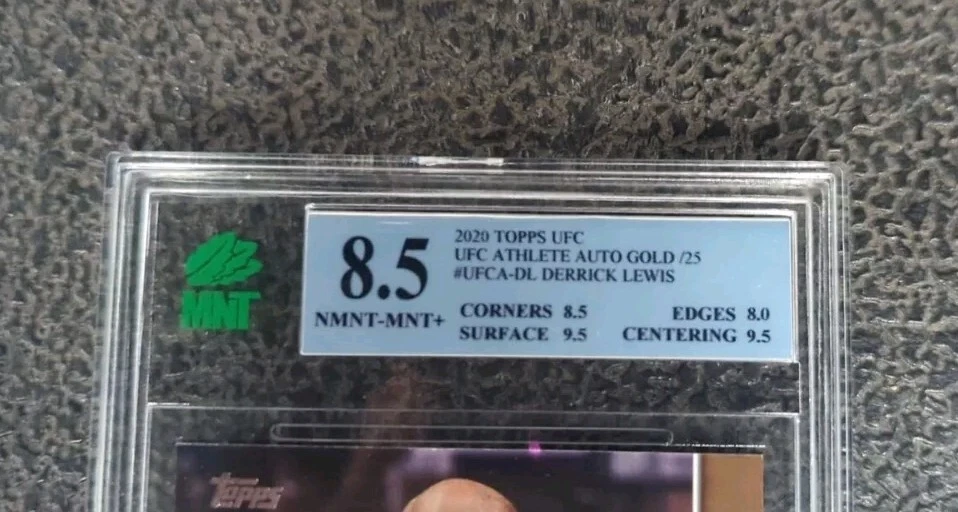 MNT
8.5
NMNT-MNT+
2020 TOPPS UFC
UFC ATHLETE AUTO GOLD /25
#UFCA-DL DERRICK LEWIS
CORNERS 8.5
EDGES 8.0
SURFACE 9.5
CENTERING 9.5
Topps